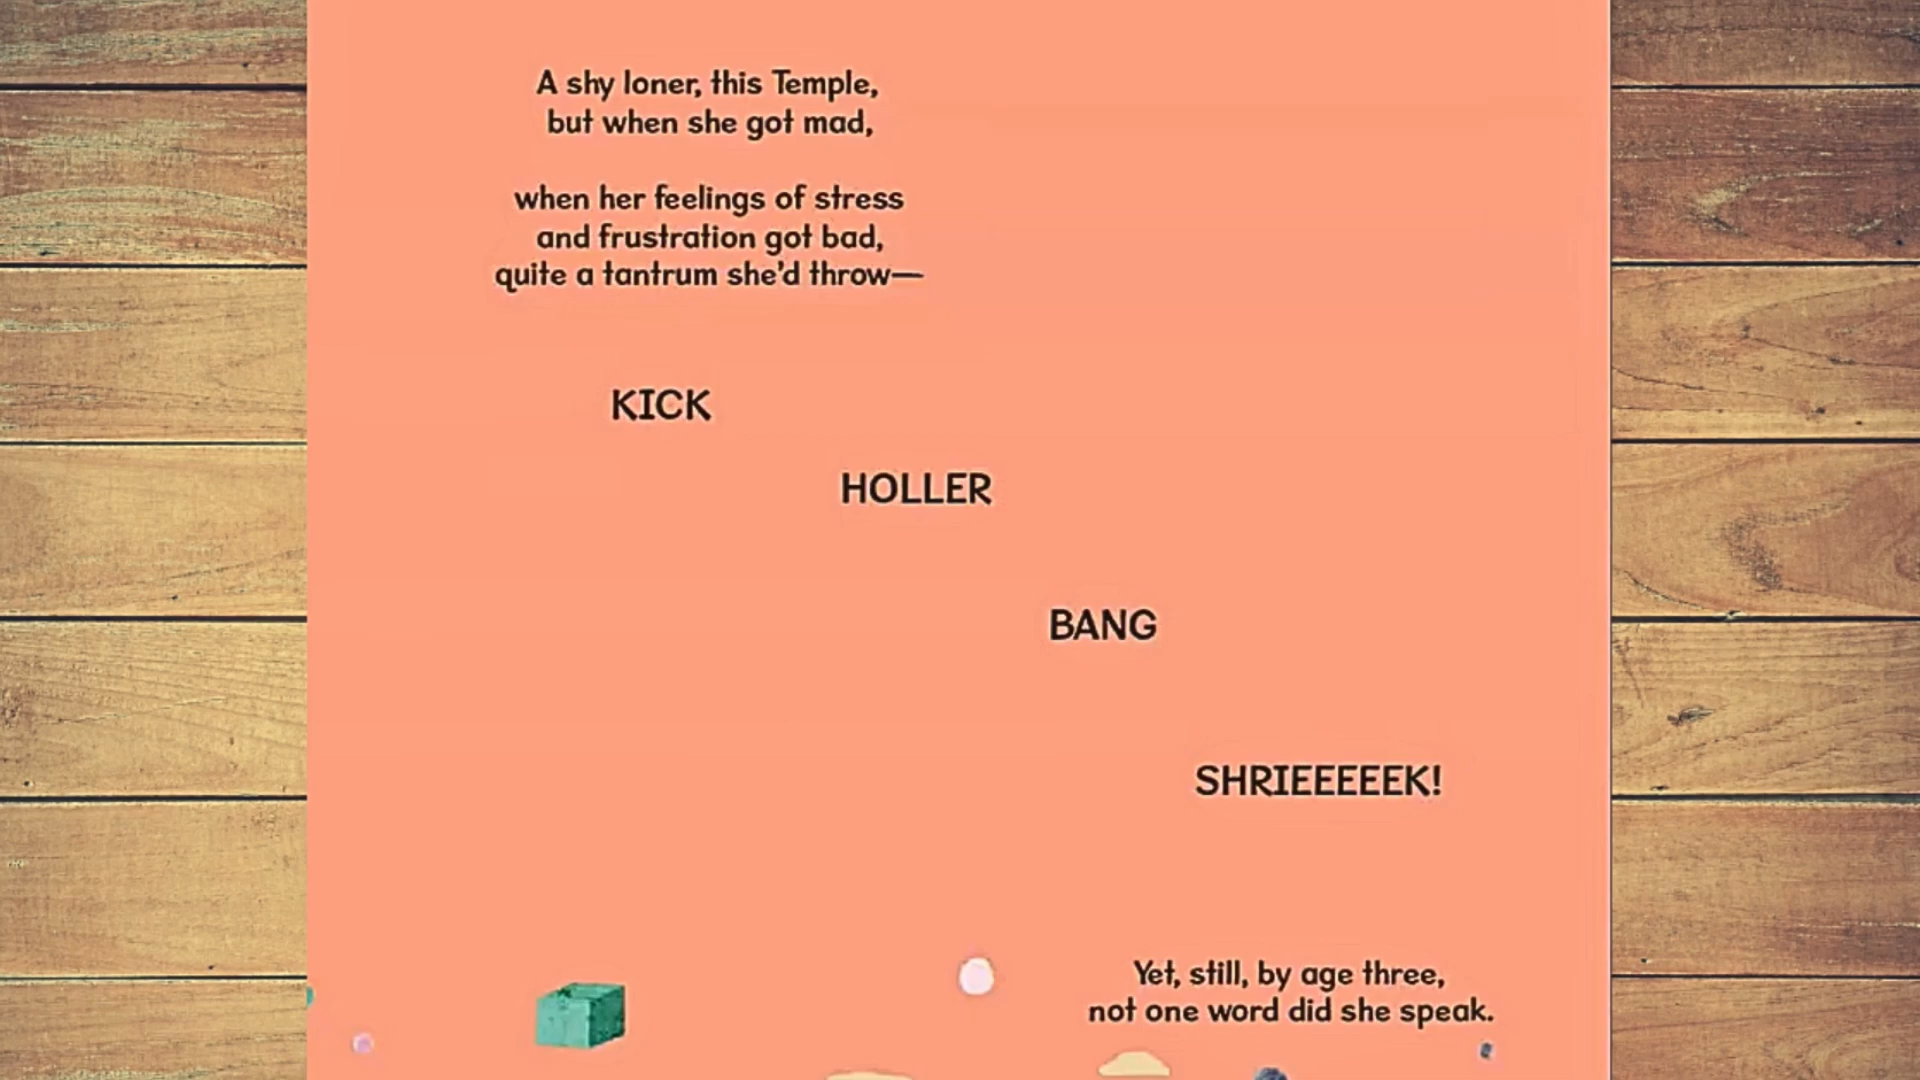 A shy loner, this Temple,
but when she got mad,
when her feelings of stress
and frustration got bad,
quite a tantrum she'd throw—
KICK
HOLLER
BANG
SHRIEEEEEK!
Yet, still, by age three,
not one word did she speak.